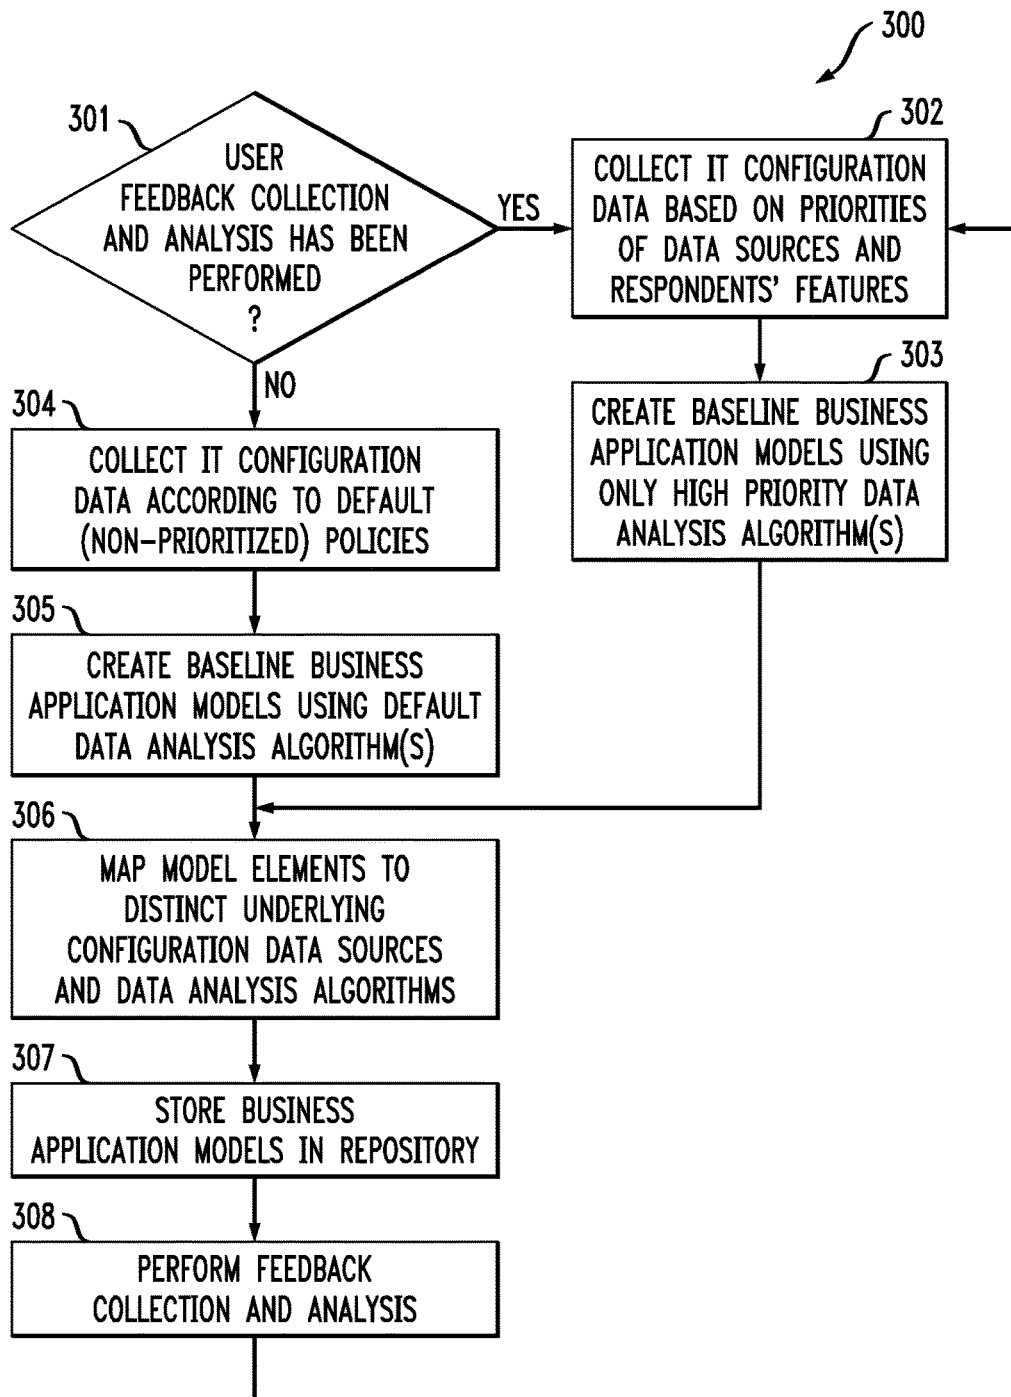 300
301
USER
FEEDBACK COLLECTION
AND ANALYSIS HAS BEEN
PERFORMED
?
YES
NO
302
COLLECT IT CONFIGURATION
DATA BASED ON PRIORITIES
OF DATA SOURCES AND
RESPONDENTS' FEATURES
303
CREATE BASELINE BUSINESS
APPLICATION MODELS USING
ONLY HIGH PRIORITY DATA
ANALYSIS ALGORITHM(S)
304
COLLECT IT CONFIGURATION
DATA ACCORDING TO DEFAULT
(NON-PRIORITIZED) POLICIES
305
CREATE BASELINE BUSINESS
APPLICATION MODELS USING DEFAULT
DATA ANALYSIS ALGORITHM(S)
306
MAP MODEL ELEMENTS TO
DISTINCT UNDERLYING
CONFIGURATION DATA SOURCES
AND DATA ANALYSIS ALGORITHMS
307
STORE BUSINESS
APPLICATION MODELS IN REPOSITORY
308
PERFORM FEEDBACK
COLLECTION AND ANALYSIS